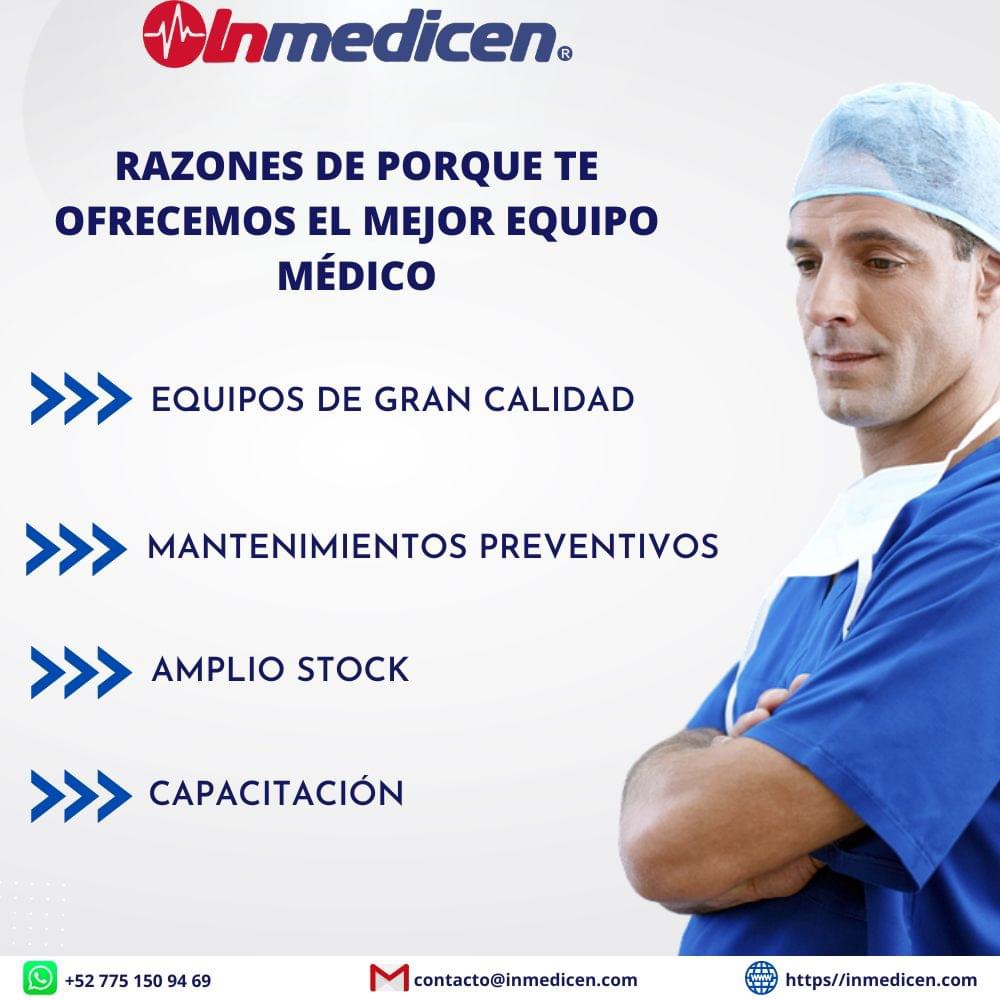 Inmedicen®
RAZONES DE PORQUE TE
OFRECEMOS EL MEJOR EQUIPO
MÉDICO
EQUIPOS DE GRAN CALIDAD
MANTENIMIENTOS PREVENTIVOS
AMPLIO STOCK
CAPACITACIÓN
+52 775 150 94 69
contacto@inmedicen.com
www
https//inmedicen.com